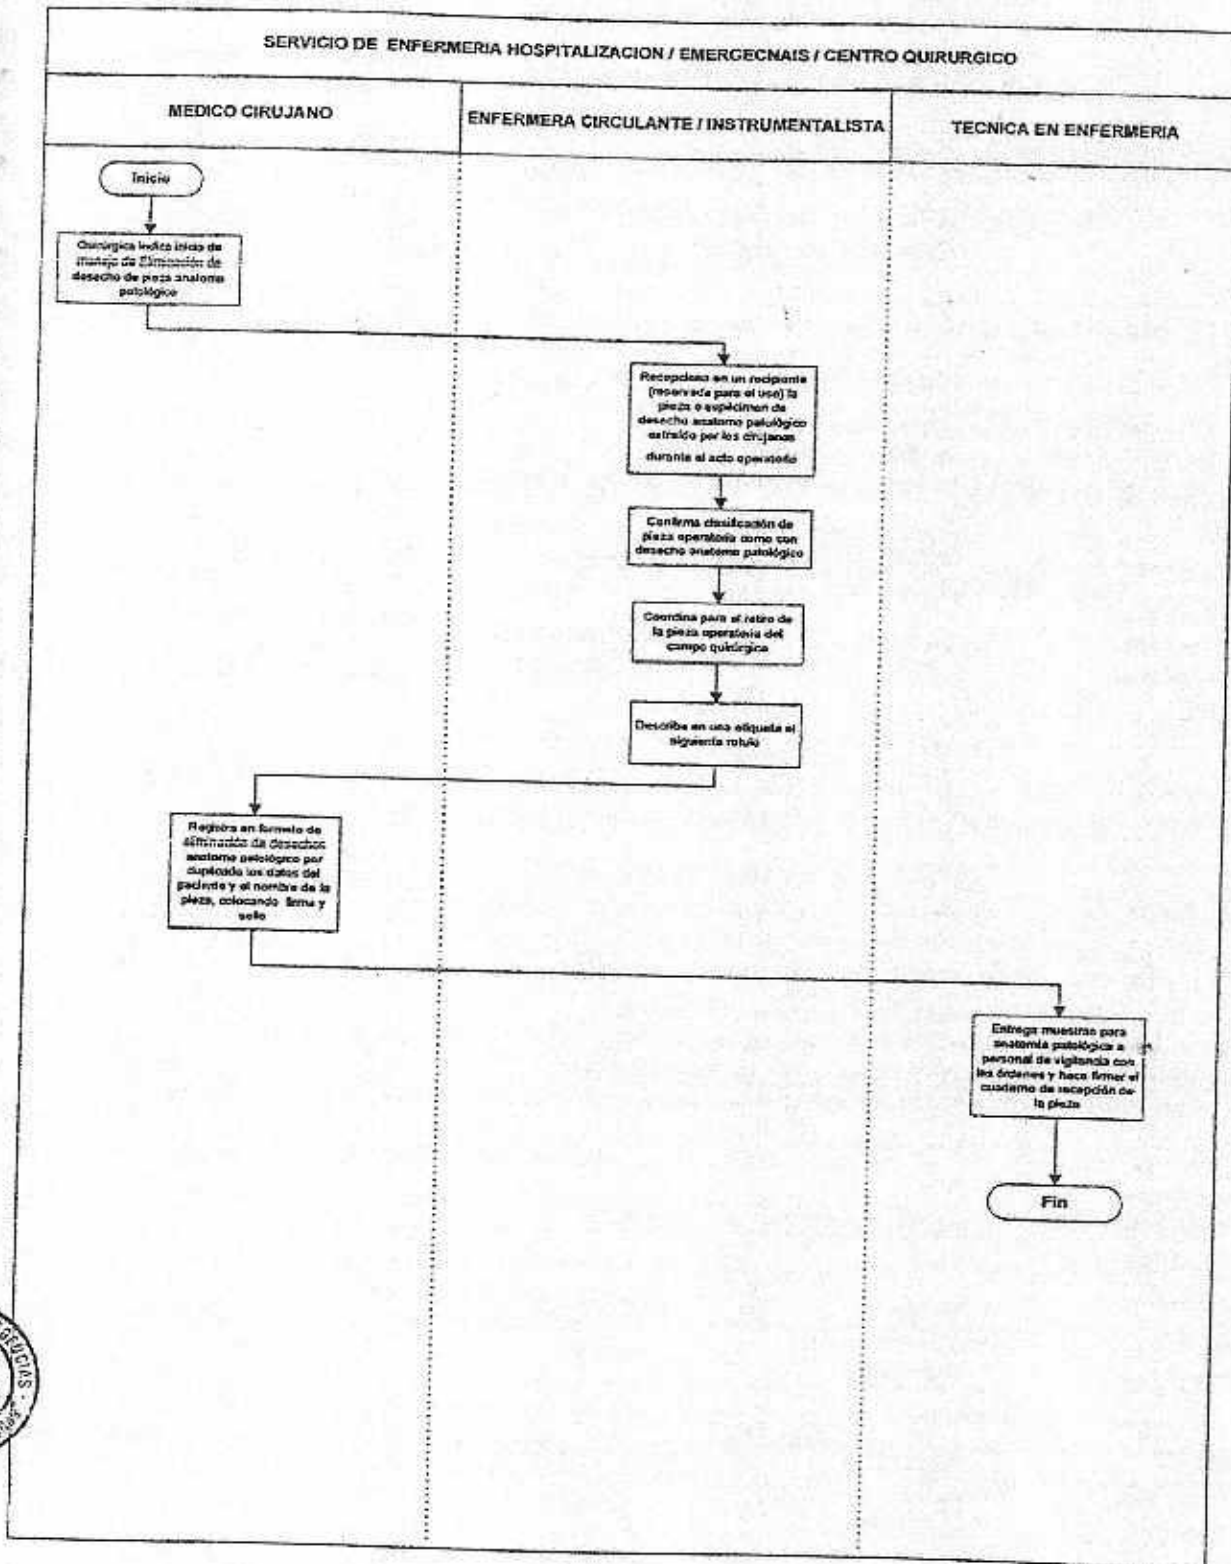 SERVICIO DE ENFERMERIA HOSPITALIZACION / EMERGECNAIS / CENTRO QUIRURGICO
MEDICO CIRUJANO
ENFERMERA CIRCULANTE / INSTRUMENTALISTA
TECNICA EN ENFERMERIA
Inicio
Quirúrgica indica inicio de
manejo de Eliminación de
desecho de pieza anatomo
patológico
Recepciona en un recipiente
(reservada para el uso) la
pieza o espécimen de
desecho anatomo patológico
extraído por los cirujanos
durante el acto operatorio
Confirma clasificación de
pieza operatoria como con
desecho anatomo patológico
Coordina para el retiro de
la pieza operatoria del
campo quirúrgico
Describe en una etiqueta el
siguiente rotulo
Registra en formato de
eliminación de desechos
anatomo patológico por
duplicado los datos del
paciente y el nombre de la
pieza, colocando firma y
sello
Entrega muestras para
anatomía patológica a
personal de vigilancia con
las órdenes y hace firmar el
cuaderno de recepción de
la pieza
Fin